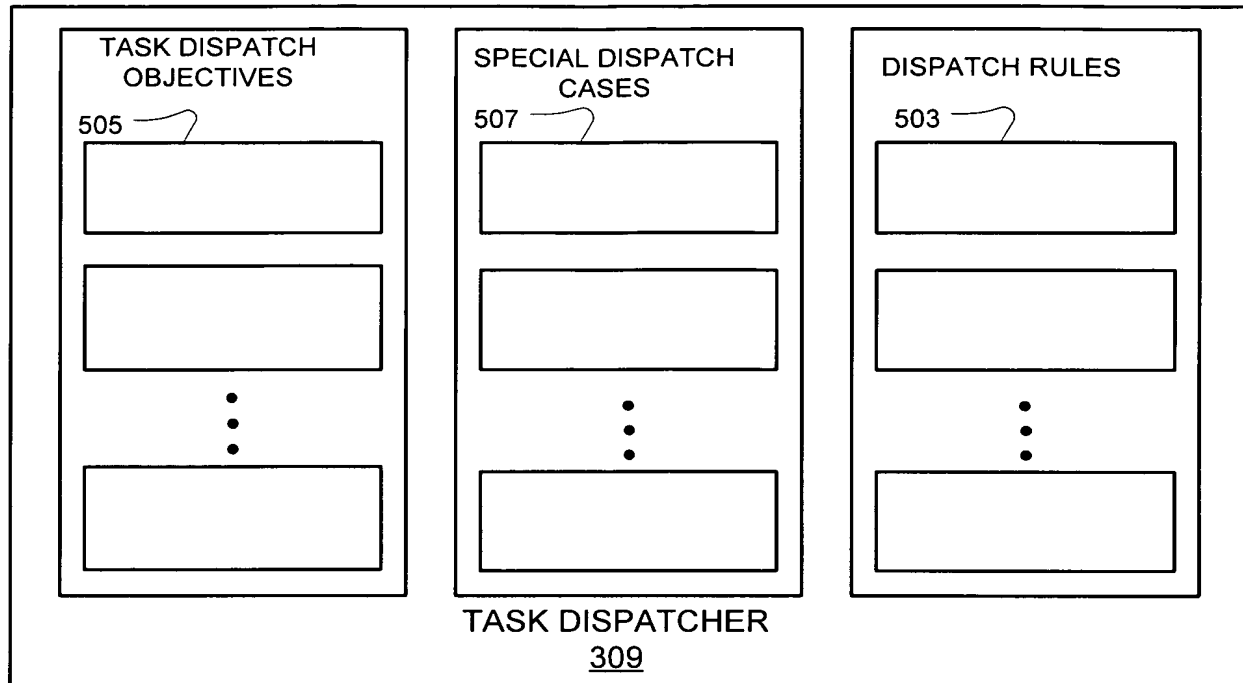 TASK DISPATCH
OBJECTIVES
505
SPECIAL DISPATCH
CASES
507
DISPATCH RULES
503
TASK DISPATCHER
309